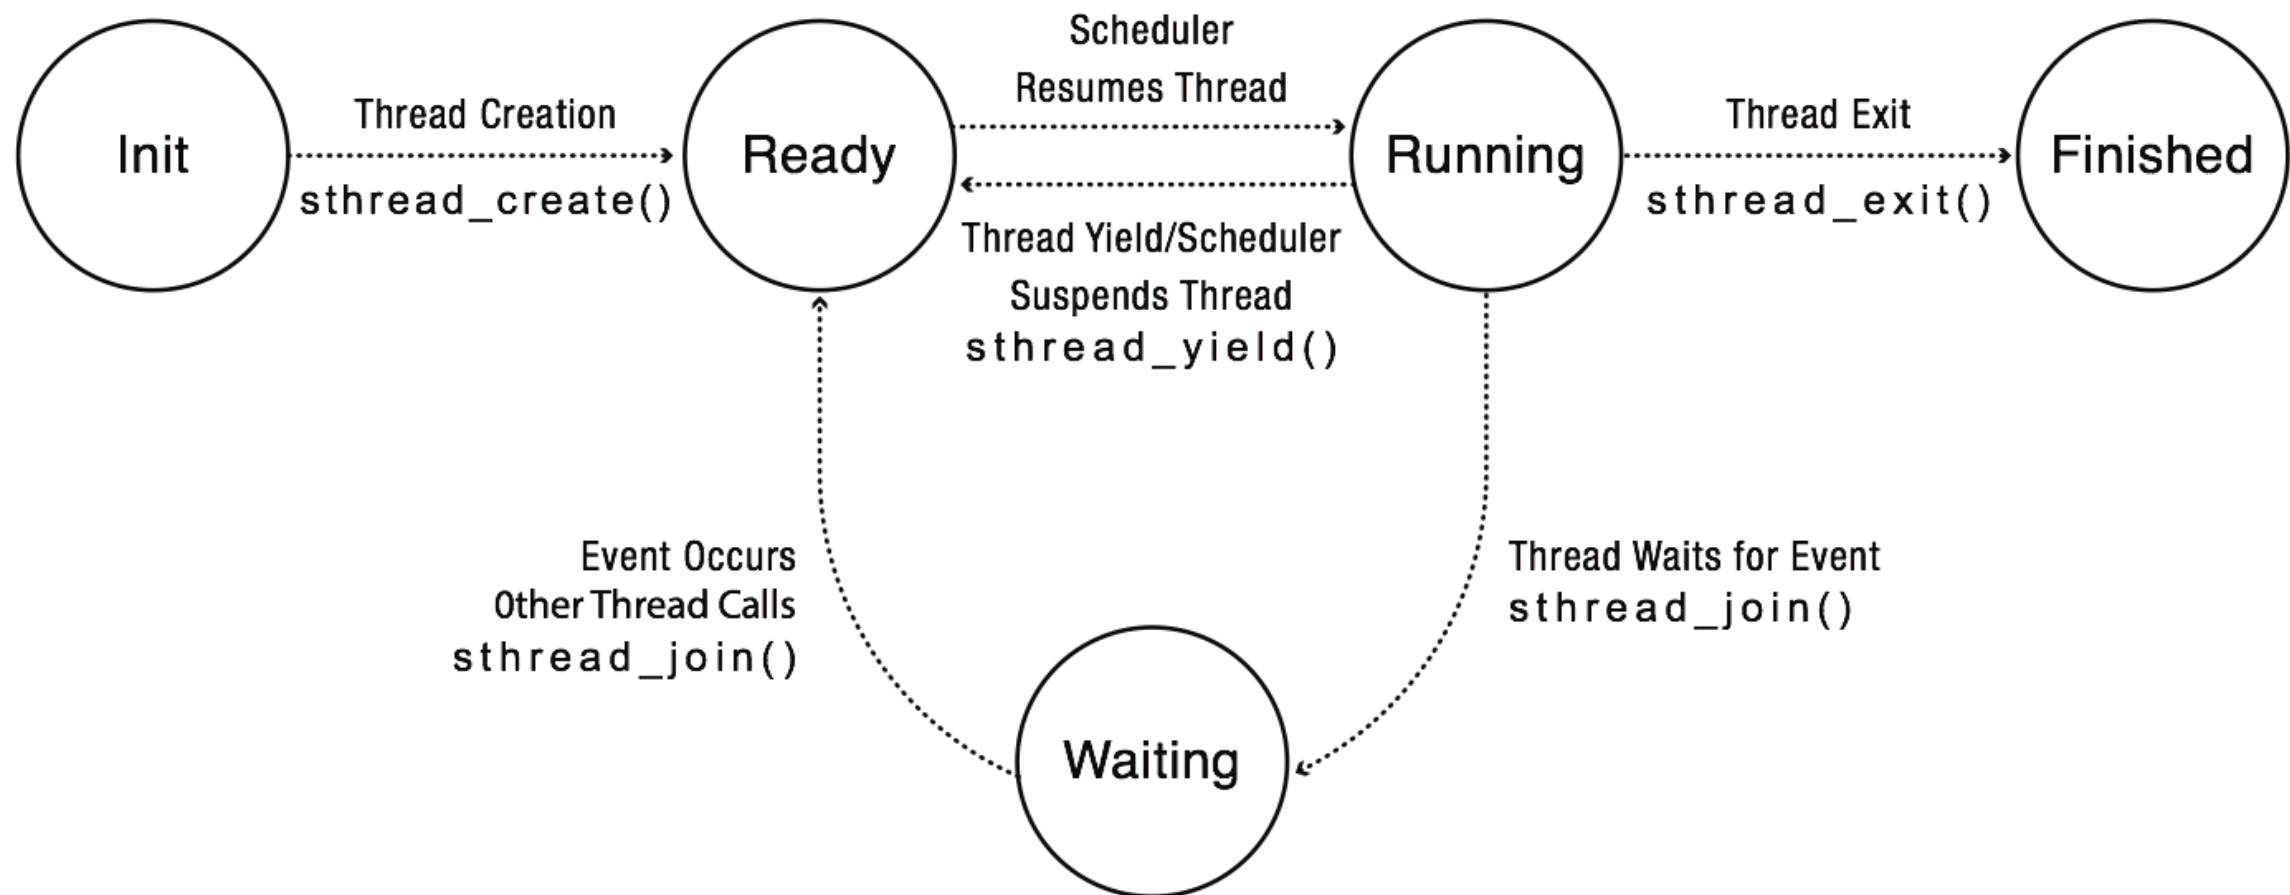 Init
Thread Creation
sthread_create()
Ready
Scheduler
Resumes Thread
Thread Yield/Scheduler
Suspends Thread
sthread_yield()
Running
Thread Exit
sthread_exit()
Finished
Event Occurs
Other Thread Calls
sthread_join()
Thread Waits for Event
sthread_join()
Waiting